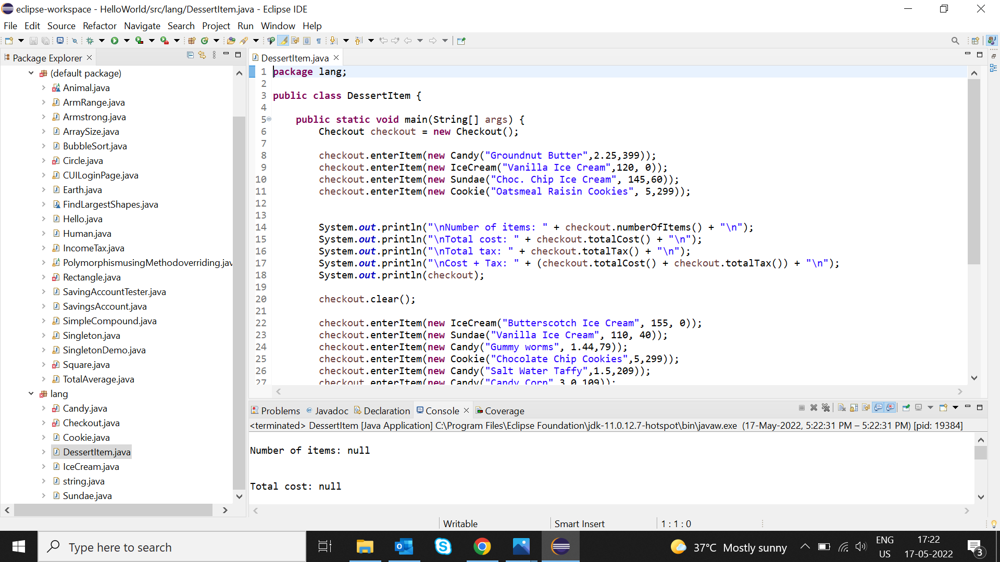 eclipse-workspace - HelloWorld/src/lang/DessertItem.java - Eclipse IDE
File Edit Source Refactor Navigate Search Project Run Window Help
Package Explorer
(default package)
Animal.java
ArmRange.java
Armstrong.java
ArraySize.java
BubbleSort.java
Circle.java
CUILoginPage.java
Earth.java
FindLargestShapes.java
Hello.java
Human.java
IncomeTax.java
PolymorphismusingMethodoverriding.jav
Rectangle.java
SavingAccountTester.java
SavingsAccount.java
SimpleCompound.java
Singleton.java
SingletonDemo.java
Square.java
TotalAverage.java
lang
Candy.java
Checkout.java
Cookie.java
DessertItem.java
IceCream.java
string.java
Sundae.java
DessertItem.java
1 package lang;
2
3 public class DessertItem {
4
5 public static void main(String[] args) {
6 Checkout checkout = new Checkout();
7
8 checkout.enterItem(new Candy("Groundnut Butter",2.25,399));
9 checkout.enterItem(new IceCream("Vanilla Ice Cream",120, 0));
10 checkout.enterItem(new Sundae("Choc. Chip Ice Cream", 145,60));
11 checkout.enterItem(new Cookie("Oatsmeal Raisin Cookies", 5,299));
12
13
14 System.out.println("\nNumber of items: " + checkout.numberOfItems() + "\n");
15 System.out.println("\nTotal cost: " + checkout.totalCost() + "\n");
16 System.out.println("\nTotal tax: " + checkout.totalTax() + "\n");
17 System.out.println("\nCost + Tax: " + (checkout.totalCost() + checkout.totalTax()) + "\n");
18 System.out.println(checkout);
19
20 checkout.clear();
21
22 checkout.enterItem(new IceCream("Butterscotch Ice Cream", 155, 0));
23 checkout.enterItem(new Sundae("Vanilla Ice Cream", 110, 40));
24 checkout.enterItem(new Candy("Gummy worms", 1.44,79));
25 checkout.enterItem(new Cookie("Chocolate Chip Cookies",5,299));
26 checkout.enterItem(new Candy("Salt Water Taffy",1.5,209));
27 checkout.enterItem(new Candy("Candy Corn",3.0,109));
Problems Javadoc Declaration Console Coverage
<terminated> DessertItem [Java Application] C:\Program Files\Eclipse Foundation\jdk-11.0.12.7-hotspot\bin\javaw.exe (17-May-2022, 5:22:31 PM – 5:22:31 PM) [pid: 19384]
Number of items: null
Total cost: null
Writable Smart Insert 1 : 1 : 0
Type here to search
37°C Mostly sunny
ENG
US
17:22
17-05-2022
3